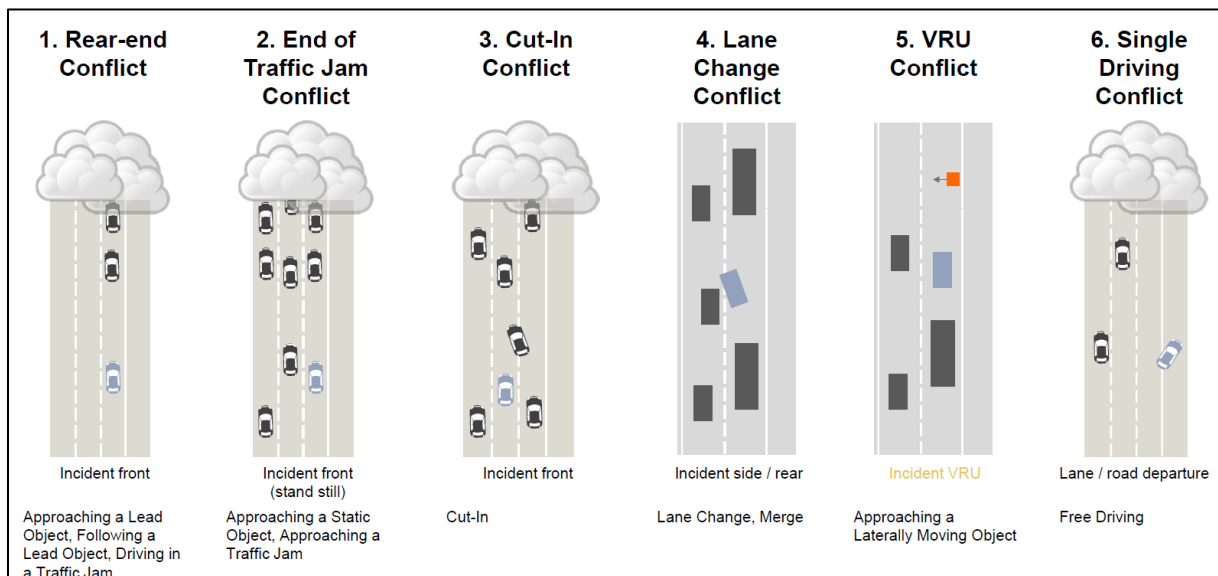 1. Rear-end
Conflict
2. End of
Traffic Jam
Conflict
3. Cut-In
Conflict
4. Lane
Change
Conflict
5. VRU
Conflict
6. Single
Driving
Conflict
Incident front
Incident front
(stand still)
Incident front
Incident side / rear
Incident VRU
Lane / road departure
Approaching a Lead
Object, Following a
Lead Object, Driving in
a Traffic Jam
Approaching a Static
Object, Approaching a
Traffic Jam
Cut-In
Lane Change, Merge
Approaching a
Laterally Moving Object
Free Driving